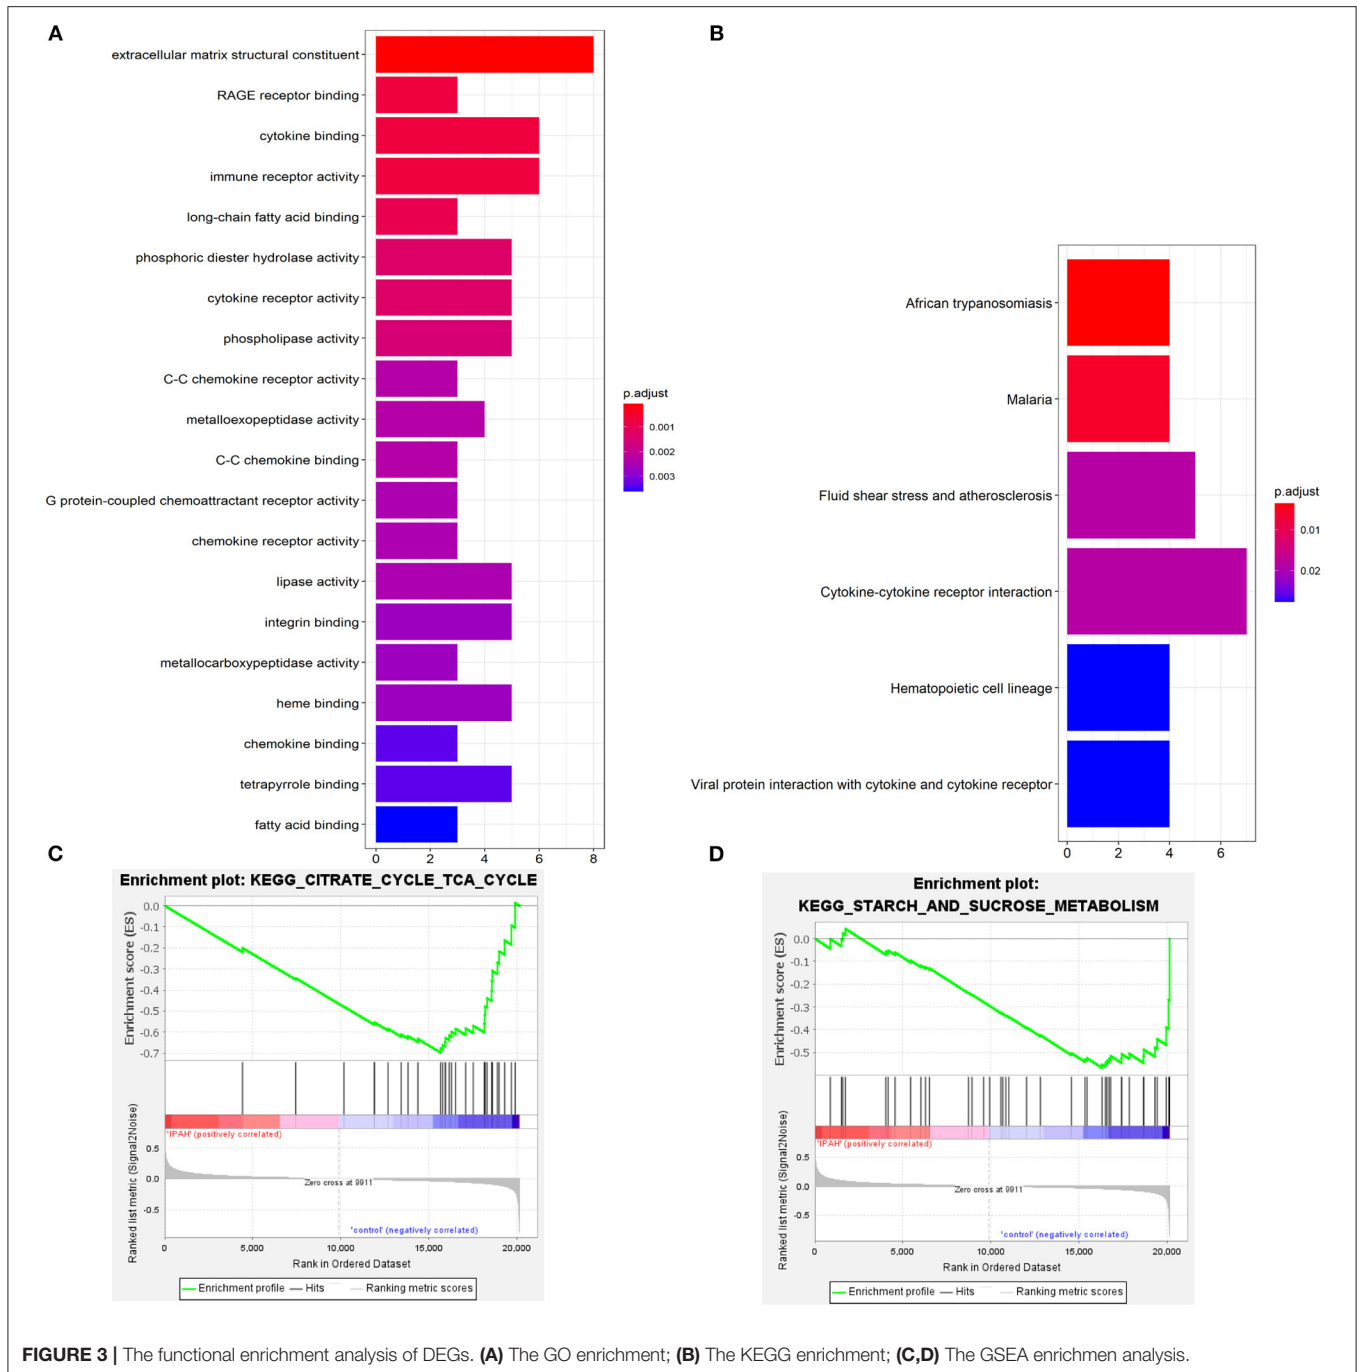 A
extracellular matrix structural constituent
RAGE receptor binding
cytokine binding
immune receptor activity
long-chain fatty acid binding
phosphoric diester hydrolase activity
cytokine receptor activity
phospholipase activity
C-C chemokine receptor activity
metalloexopeptidase activity
C-C chemokine binding
G protein-coupled chemoattractant receptor activity
chemokine receptor activity
lipase activity
integrin binding
metallocarboxypeptidase activity
heme binding
chemokine binding
tetrapyrrole binding
fatty acid binding
0 2 4 6 8
p.adjust
0.001
0.002
0.003
B
African trypanosomiasis
Malaria
Fluid shear stress and atherosclerosis
Cytokine-cytokine receptor interaction
Hematopoietic cell lineage
Viral protein interaction with cytokine and cytokine receptor
0 2 4 6
p.adjust
0.01
0.02
C
Enrichment plot: KEGG_CITRATE_CYCLE_TCA_CYCLE
Enrichment score (ES)
0.0
-0.1
-0.2
-0.3
-0.4
-0.5
-0.6
-0.7
'IPAH' (positively correlated)
Ranked list metric (Signal2Noise)
0.5
0.0
-0.5
Zero cross at 9911
'control' (negatively correlated)
0 5,000 10,000 15,000 20,000
Rank in Ordered Dataset
Enrichment profile Hits Ranking metric scores
D
Enrichment plot:
KEGG_STARCH_AND_SUCROSE_METABOLISM
Enrichment score (ES)
0.0
-0.1
-0.2
-0.3
-0.4
-0.5
'IPAH' (positively correlated)
Ranked list metric (Signal2Noise)
0.5
0.0
-0.5
Zero cross at 9911
'control' (negatively correlated)
0 5,000 10,000 15,000 20,000
Rank in Ordered Dataset
Enrichment profile Hits Ranking metric scores
FIGURE 3 | The functional enrichment analysis of DEGs. (A) The GO enrichment; (B) The KEGG enrichment; (C,D) The GSEA enrichmen analysis.